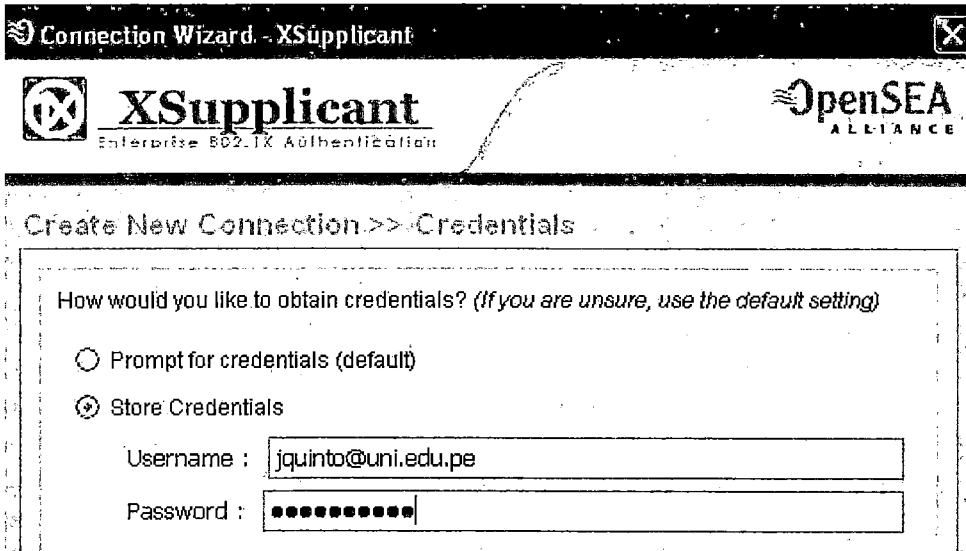 Connection Wizard - XSupplicant
1X XSupplicant
Enterprise 802.1X Authentication
OpenSEA
ALLIANCE
Create New Connection >> Credentials
How would you like to obtain credentials? (If you are unsure, use the default setting)
Prompt for credentials (default)
Store Credentials
Username : jquinto@uni.edu.pe
Password : ●●●●●●●●●●